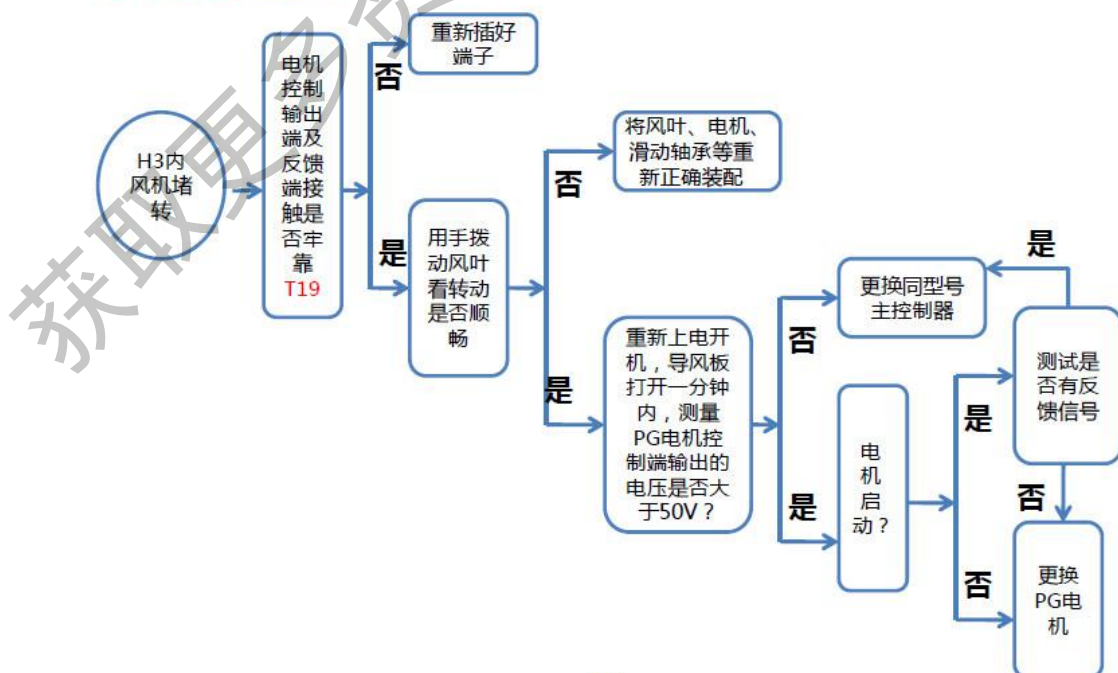 获取更多资
H3内
风机堵
转
电机
控制
输出
端及
反馈
端接
触是
否牢
靠
T19
否
重新插好
端子
是
用手拨
动风叶
看转动
是否顺
畅
否
将风叶、电机、
滑动轴承等重
新正确装配
是
重新上电开
机，导风板
打开一分钟
内，测量
PG电机控
制端输出的
电压是否大
于50V？
否
更换同型号
主控制器
是
电
机
启
动？
是
测试是
否有反
馈信号
是
否
否
更换
PG电
机